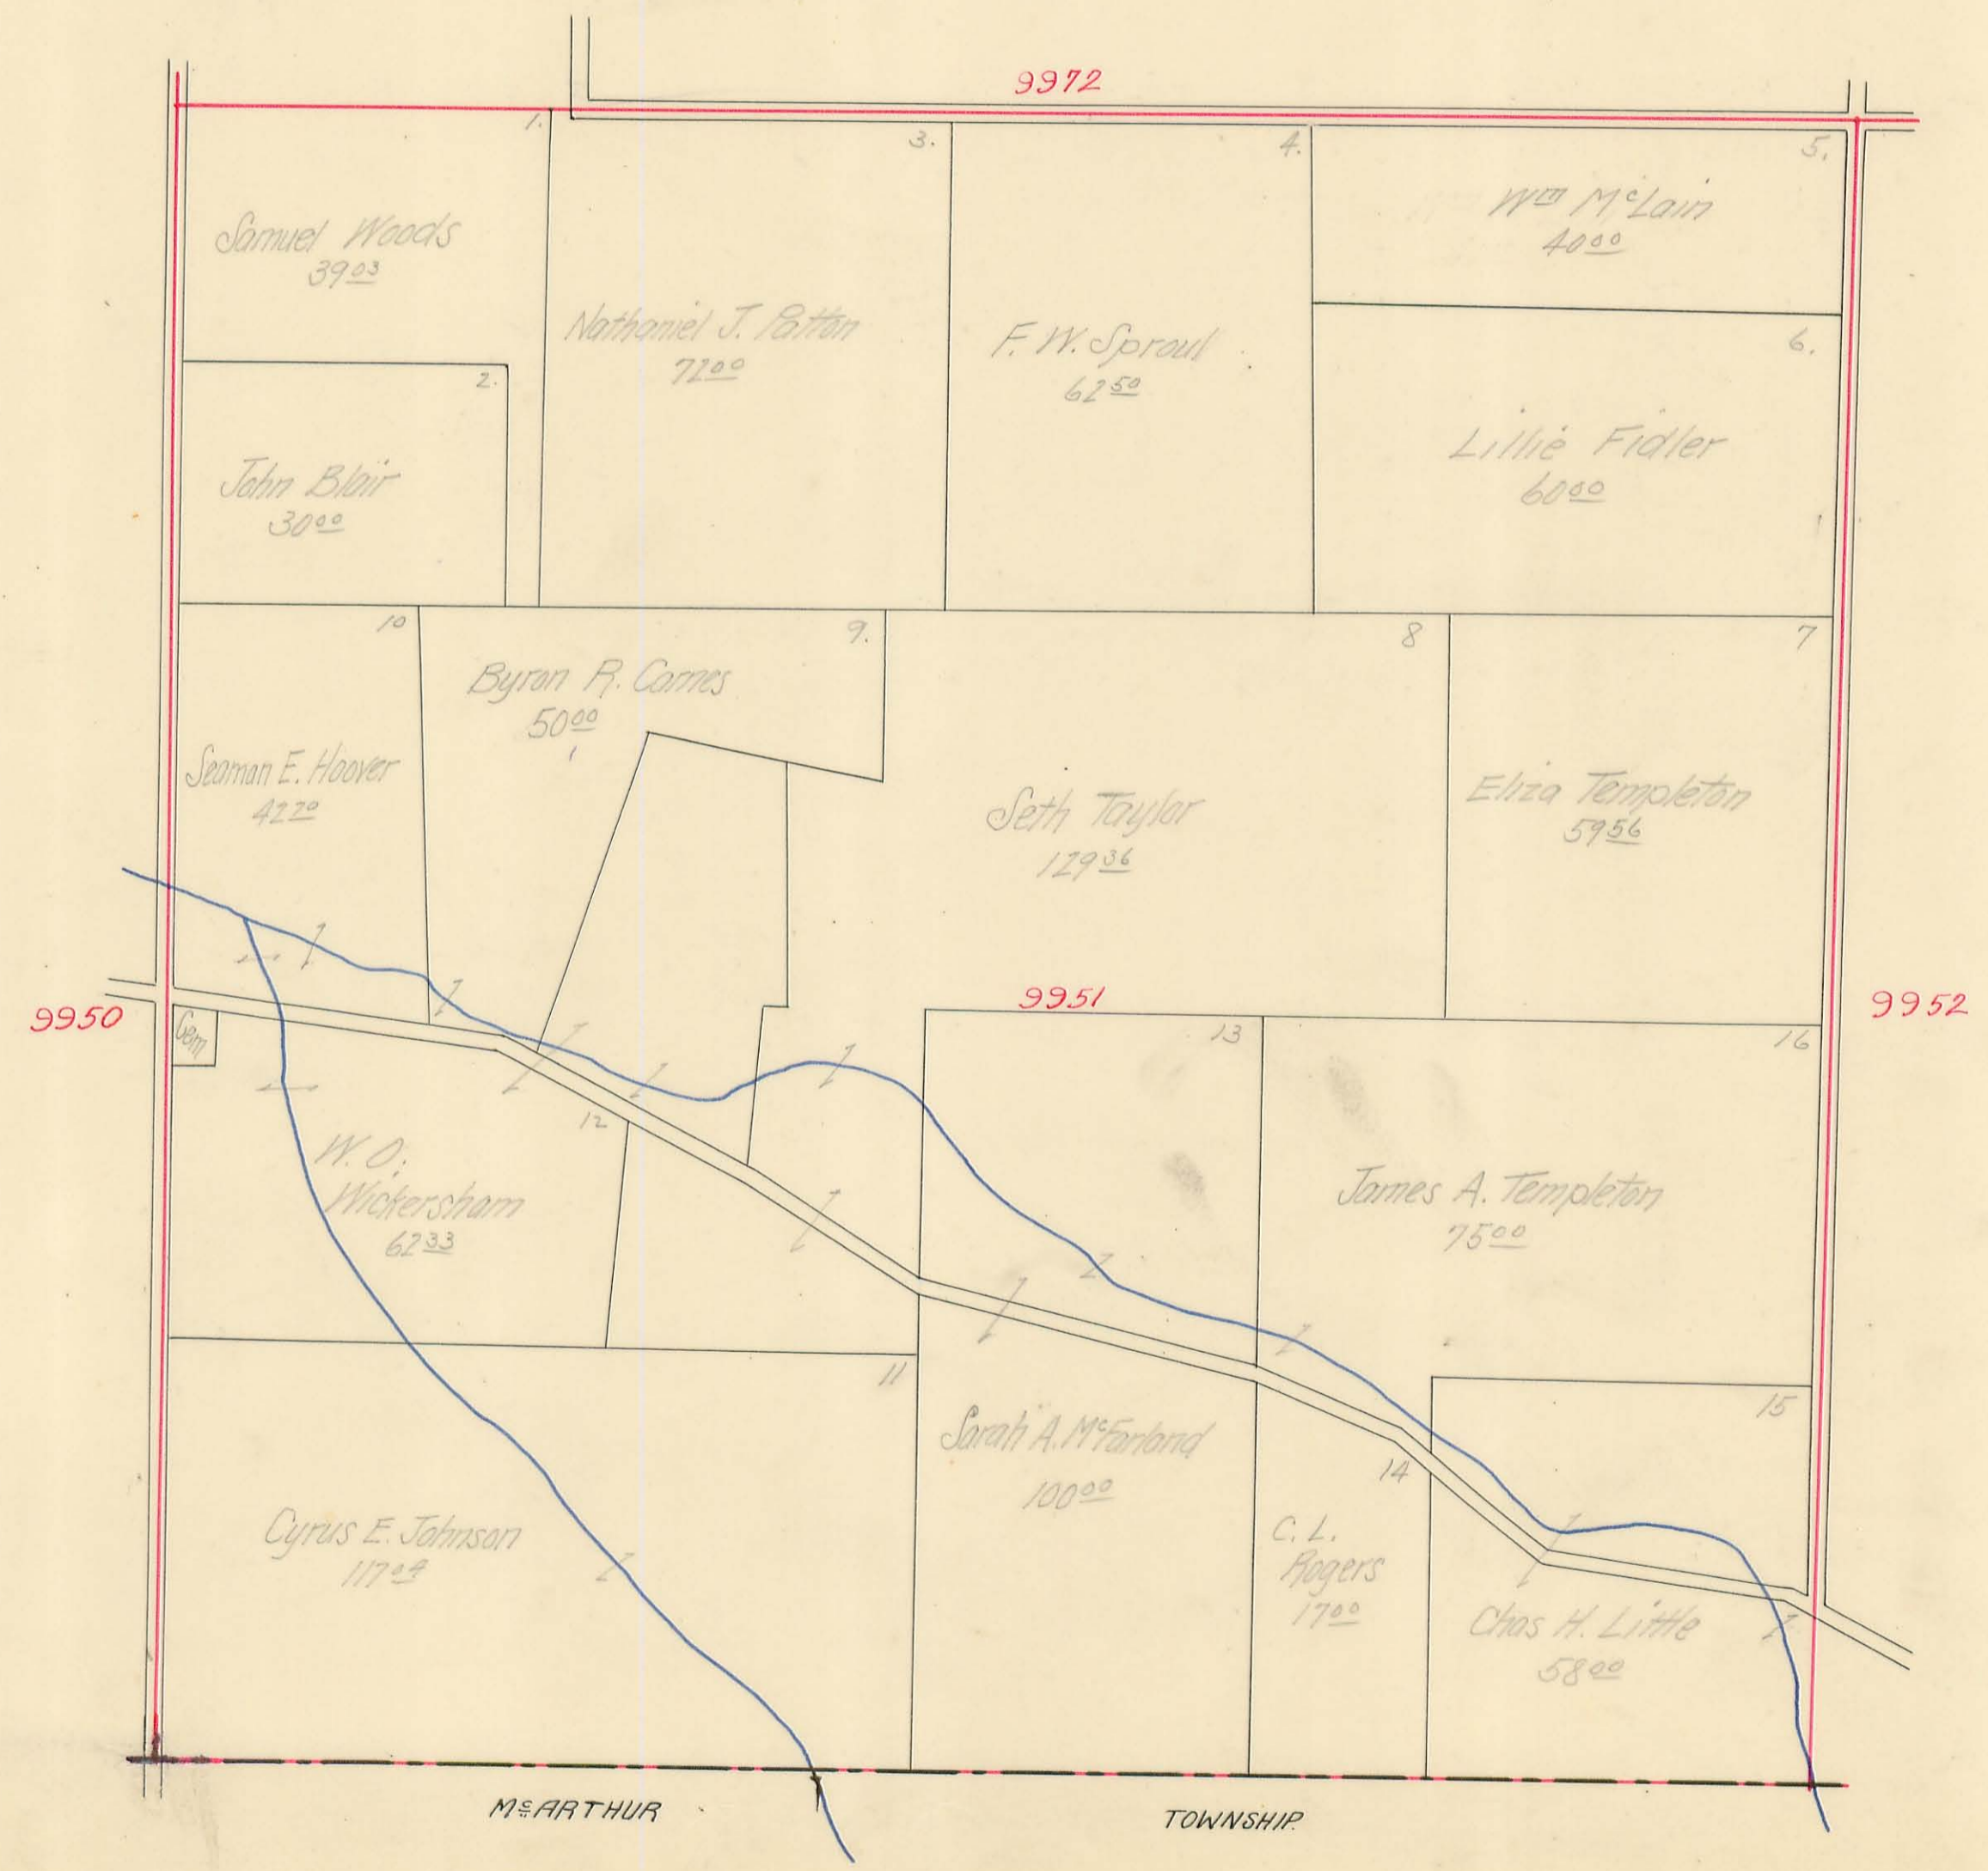 9972
1.
3.
4.
5.
Samuel Woods
39 03
Nathaniel J. Patton
72 00
F. W. Sproul
62 50
Wm McLain
40 00
6.
Lillie Fidler
60 00
2.
John Blair
30 00
10
9.
8
7
Byron R. Carnes
50 00
Seaman E. Hoover
42 20
Seth Taylor
129 36
Eliza Templeton
59 56
9950
9951
9952
Cem
13
16
12
W. O.
Wickersham
62 33
James A. Templeton
75 00
11
15
Sarah A. McFarland
100 00
14
Cyrus E. Johnson
117 04
C. L.
Rogers
17 00
Chas H. Little
58 00
McARTHUR TOWNSHIP.